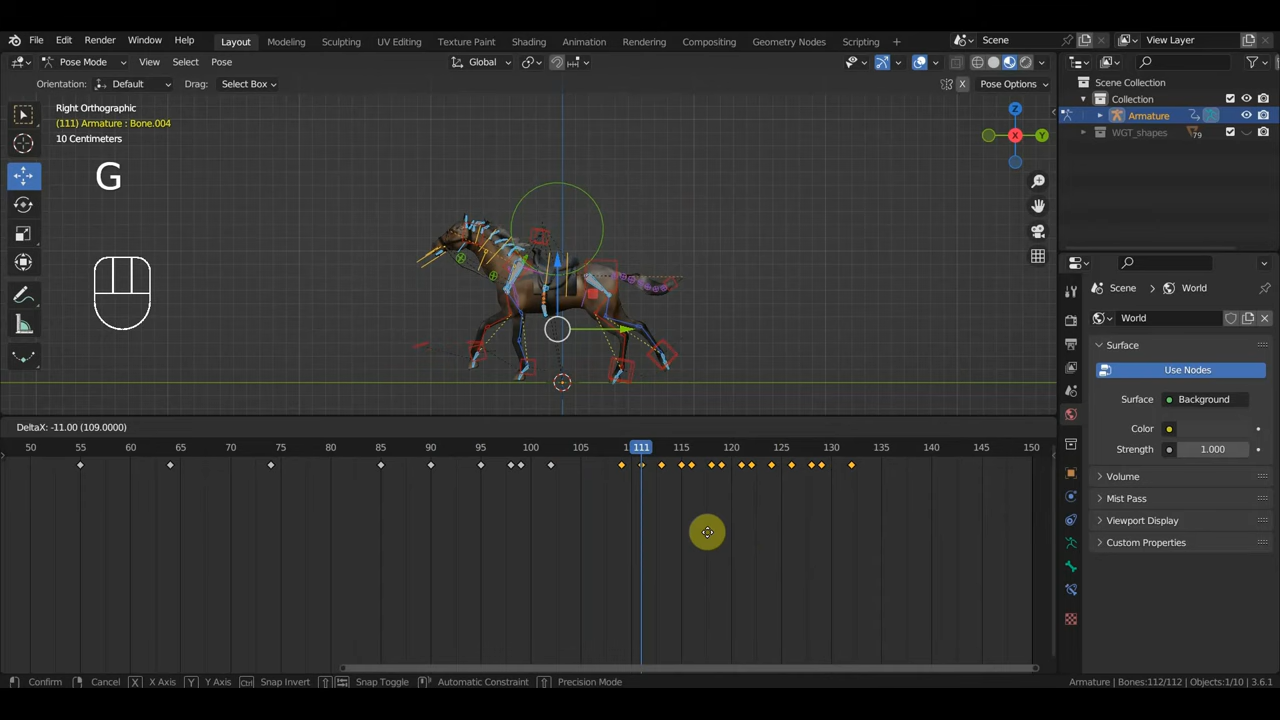 File Edit Render Window Help Layout Modeling Sculpting UV Editing Texture Paint Shading Animation Rendering Compositing Geometry Nodes Scripting + Scene View Layer
Pose Mode View Select Pose Global X Pose Options
Orientation: Default Drag: Select Box
Right Orthographic
(111) Armature : Bone.004
10 Centimeters
G
Z
X
Y
Scene Collection
Collection
Armature
WGT_shapes 79
Scene World
World
Surface
Use Nodes
Surface Background
Color
Strength 1.000
Volume
Mist Pass
Viewport Display
Custom Properties
DeltaX: -11.00 (109.0000)
50 55 60 65 70 75 80 85 90 95 100 105 111 115 120 125 130 135 140 145 150
Confirm Cancel X X Axis Y Y Axis Ctrl Snap Invert Snap Toggle Automatic Constraint Precision Mode Armature | Bones:112/112 | Objects:1/10 | 3.6.1